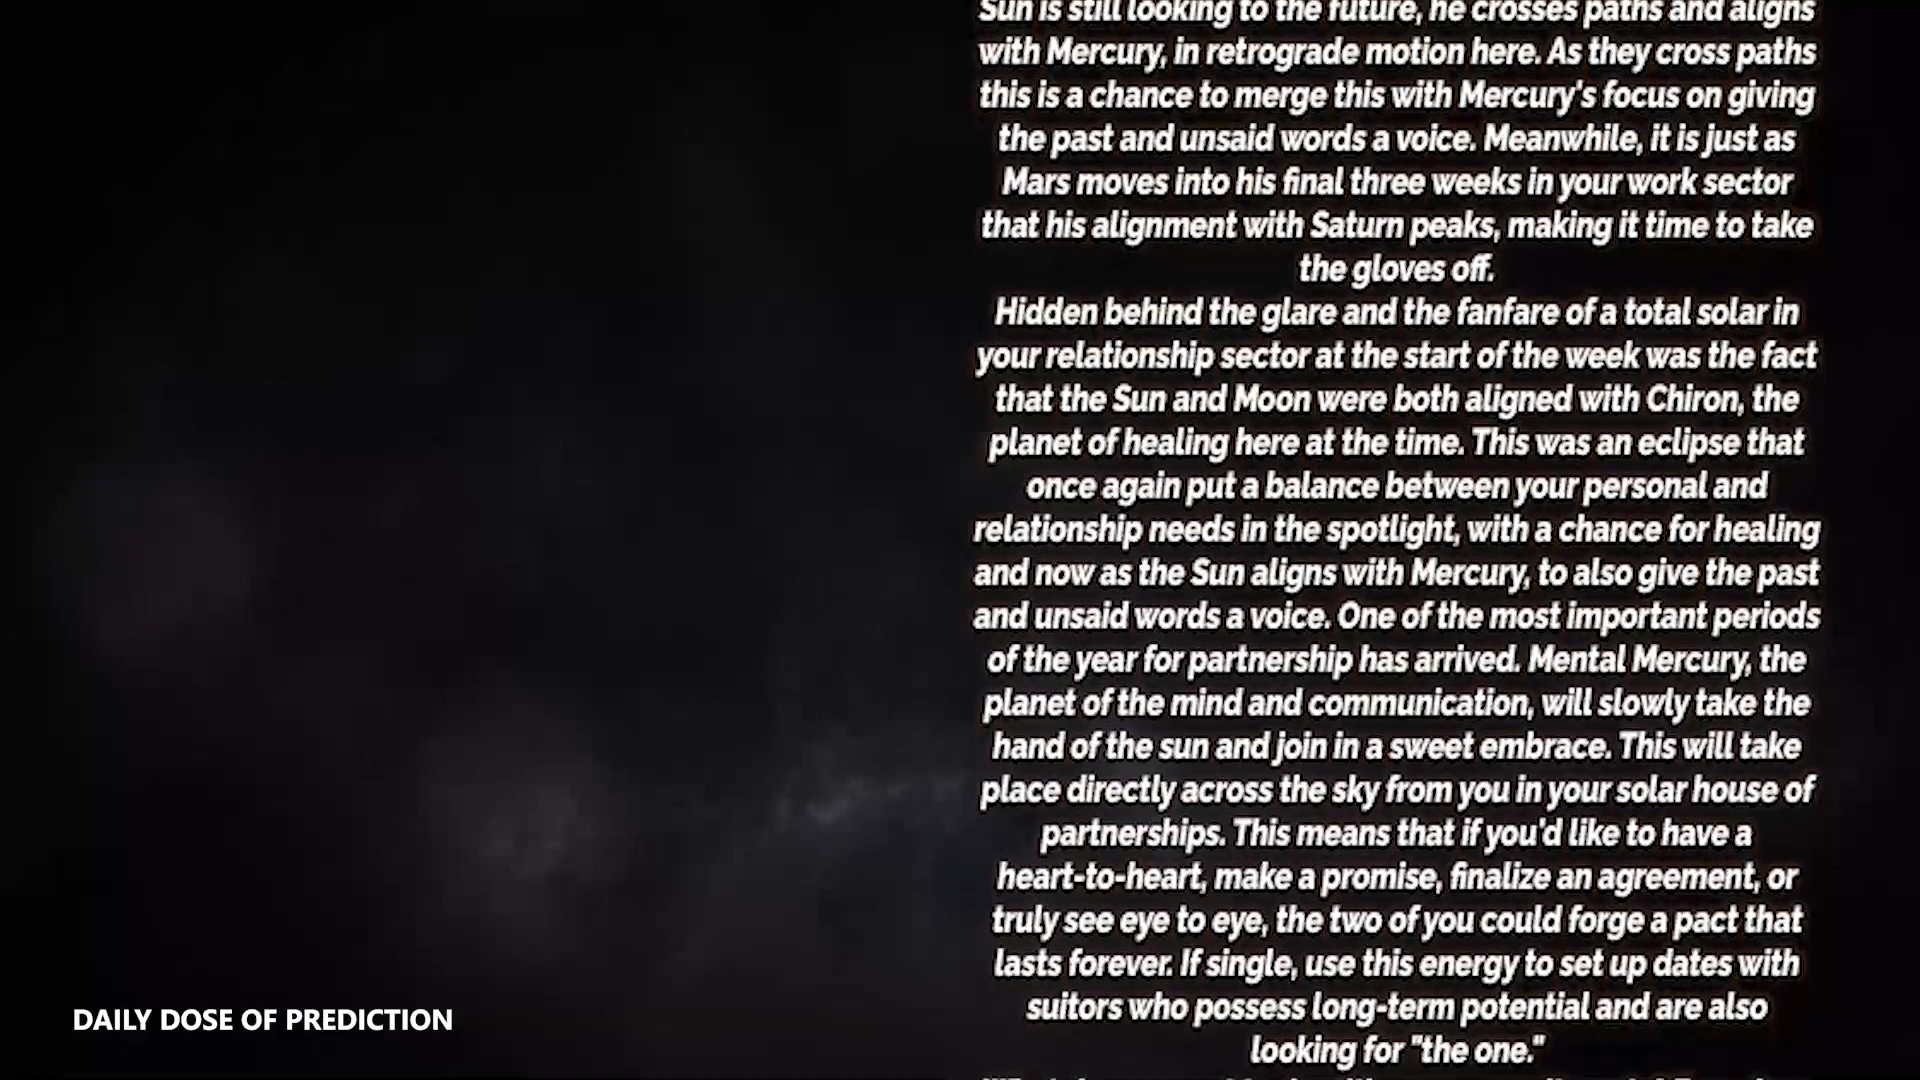 Sun is still looking to the future, he crosses paths and aligns
with Mercury, in retrograde motion here. As they cross paths
this is a chance to merge this with Mercury's focus on giving
the past and unsaid words a voice. Meanwhile, it is just as
Mars moves into his final three weeks in your work sector
that his alignment with Saturn peaks, making it time to take
the gloves off.
Hidden behind the glare and the fanfare of a total solar in
your relationship sector at the start of the week was the fact
that the Sun and Moon were both aligned with Chiron, the
planet of healing here at the time. This was an eclipse that
once again put a balance between your personal and
relationship needs in the spotlight, with a chance for healing
and now as the Sun aligns with Mercury, to also give the past
and unsaid words a voice. One of the most important periods
of the year for partnership has arrived. Mental Mercury, the
planet of the mind and communication, will slowly take the
hand of the sun and join in a sweet embrace. This will take
place directly across the sky from you in your solar house of
partnerships. This means that if you'd like to have a
heart-to-heart, make a promise, finalize an agreement, or
truly see eye to eye, the two of you could forge a pact that
lasts forever. If single, use this energy to set up dates with
suitors who possess long-term potential and are also
looking for "the one."
DAILY DOSE OF PREDICTION